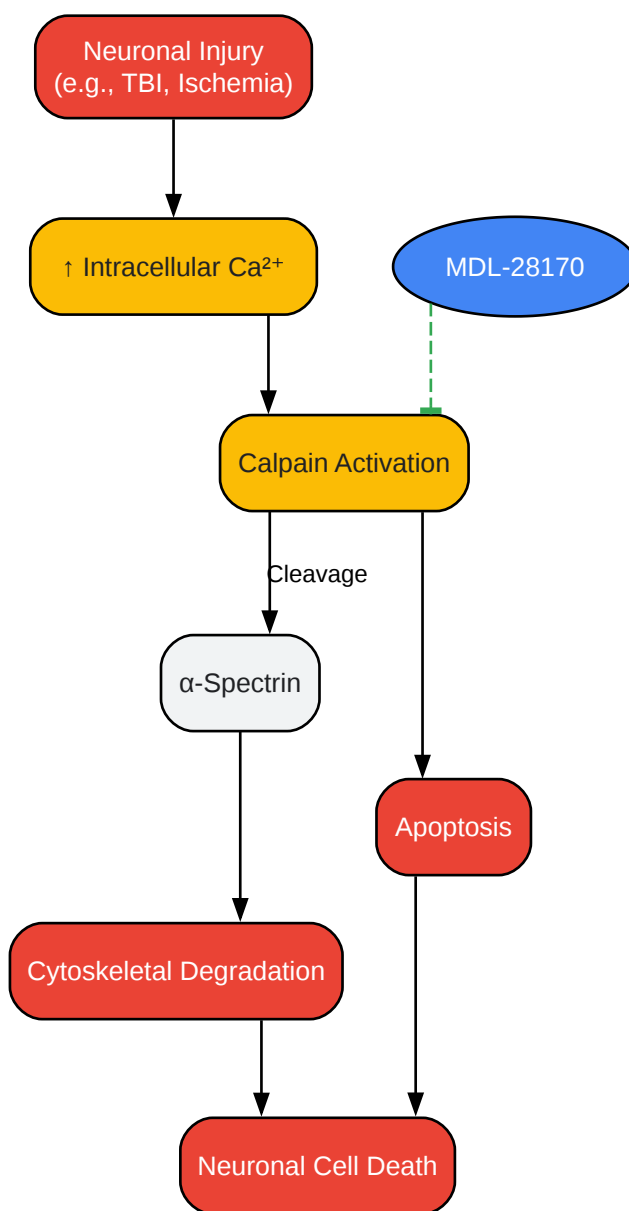 Neuronal Injury
(e.g., TBI, Ischemia)
↑ Intracellular Ca²⁺
MDL-28170
Calpain Activation
Cleavage
α-Spectrin
Apoptosis
Cytoskeletal Degradation
Neuronal Cell Death